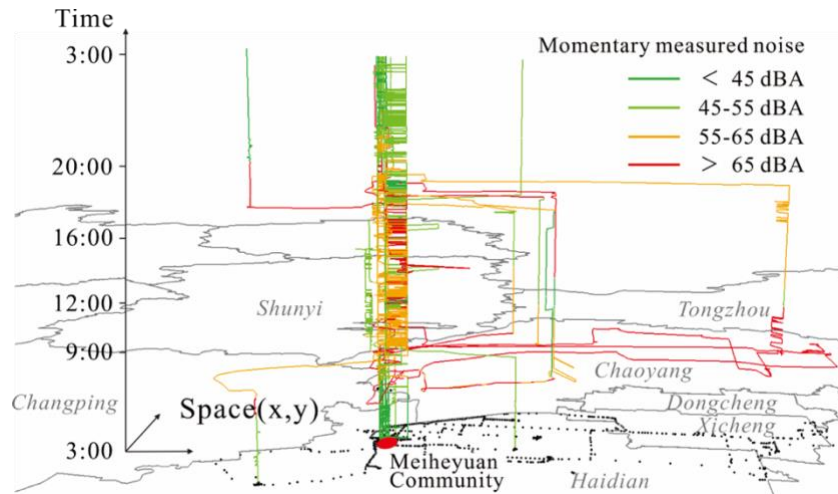 Time
3:00
20:00
16:00
12:00
9:00
3:00
Momentary measured noise
< 45 dBA
45-55 dBA
55-65 dBA
> 65 dBA
Shunyi
Tongzhou
Chaoyang
Changping
Space(x,y)
Dongcheng
Xicheng
Meiheyuan
Community
Haidian